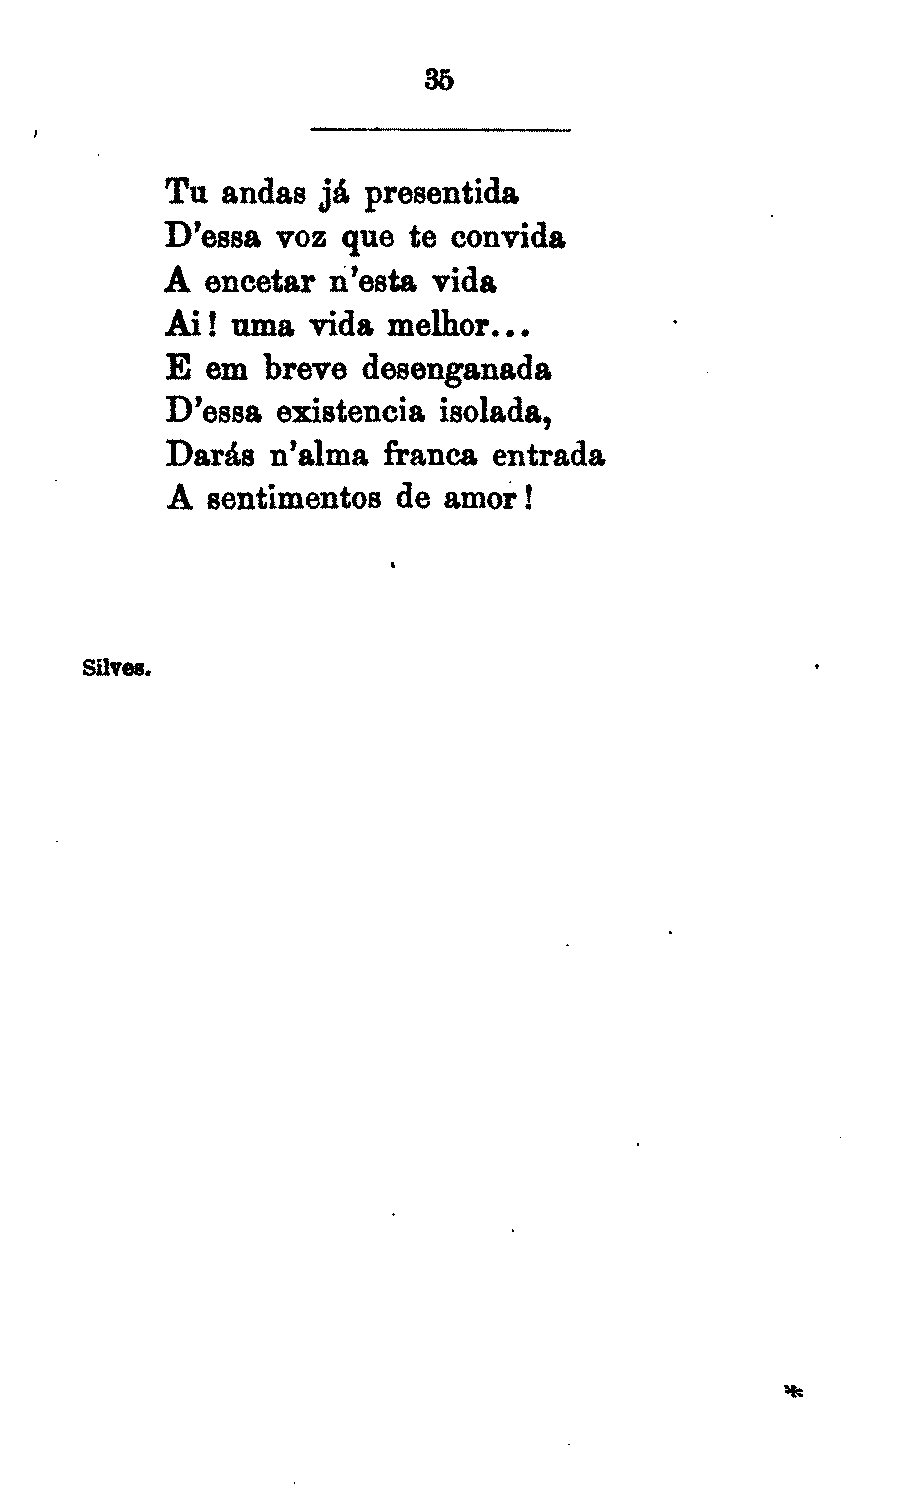 35
Tu andas já presentida
D'essa voz que te convida
A encetar n'esta vida
Ai! uma vida melhor...
E em breve desenganada
D'essa existencia isolada,
Darás n'alma franca entrada
A sentimentos de amor!
Silves.
*